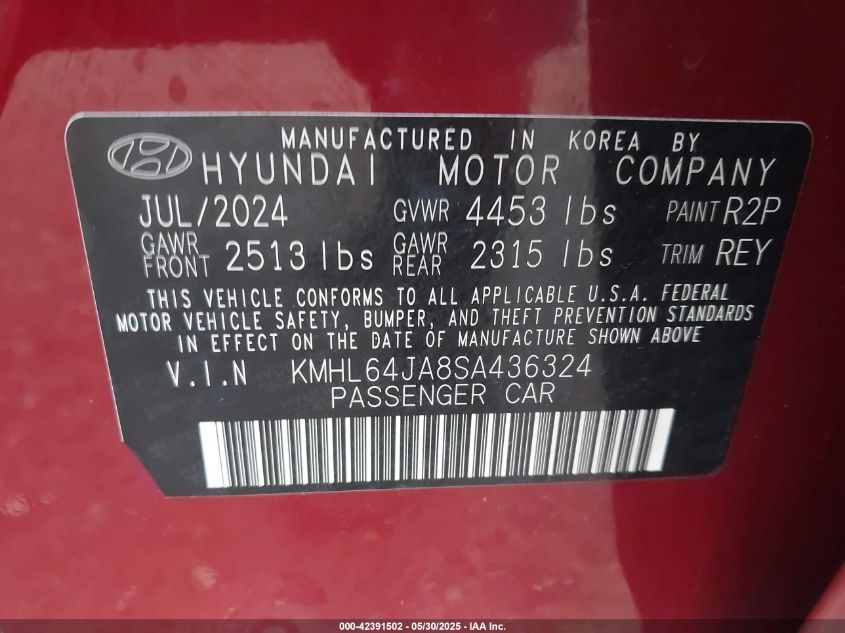 MANUFACTURED IN KOREA BY
HYUNDAI MOTOR COMPANY
JUL/2024 GVWR 4453 lbs PAINT R2P
GAWR FRONT 2513 lbs GAWR REAR 2315 lbs TRIM REY
THIS VEHICLE CONFORMS TO ALL APPLICABLE U.S.A. FEDERAL
MOTOR VEHICLE SAFETY, BUMPER, AND THEFT PREVENTION STANDARDS
IN EFFECT ON THE DATE OF MANUFACTURE SHOWN ABOVE
V.I.N KMHL64JA8SA436324
PASSENGER CAR
000-42391502 — 05/30/2025 — IAA Inc.